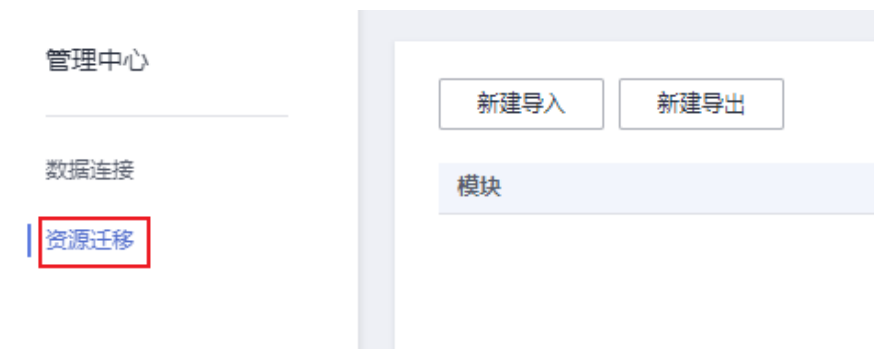 管理中心
数据连接
资源迁移
新建导入 新建导出
模块